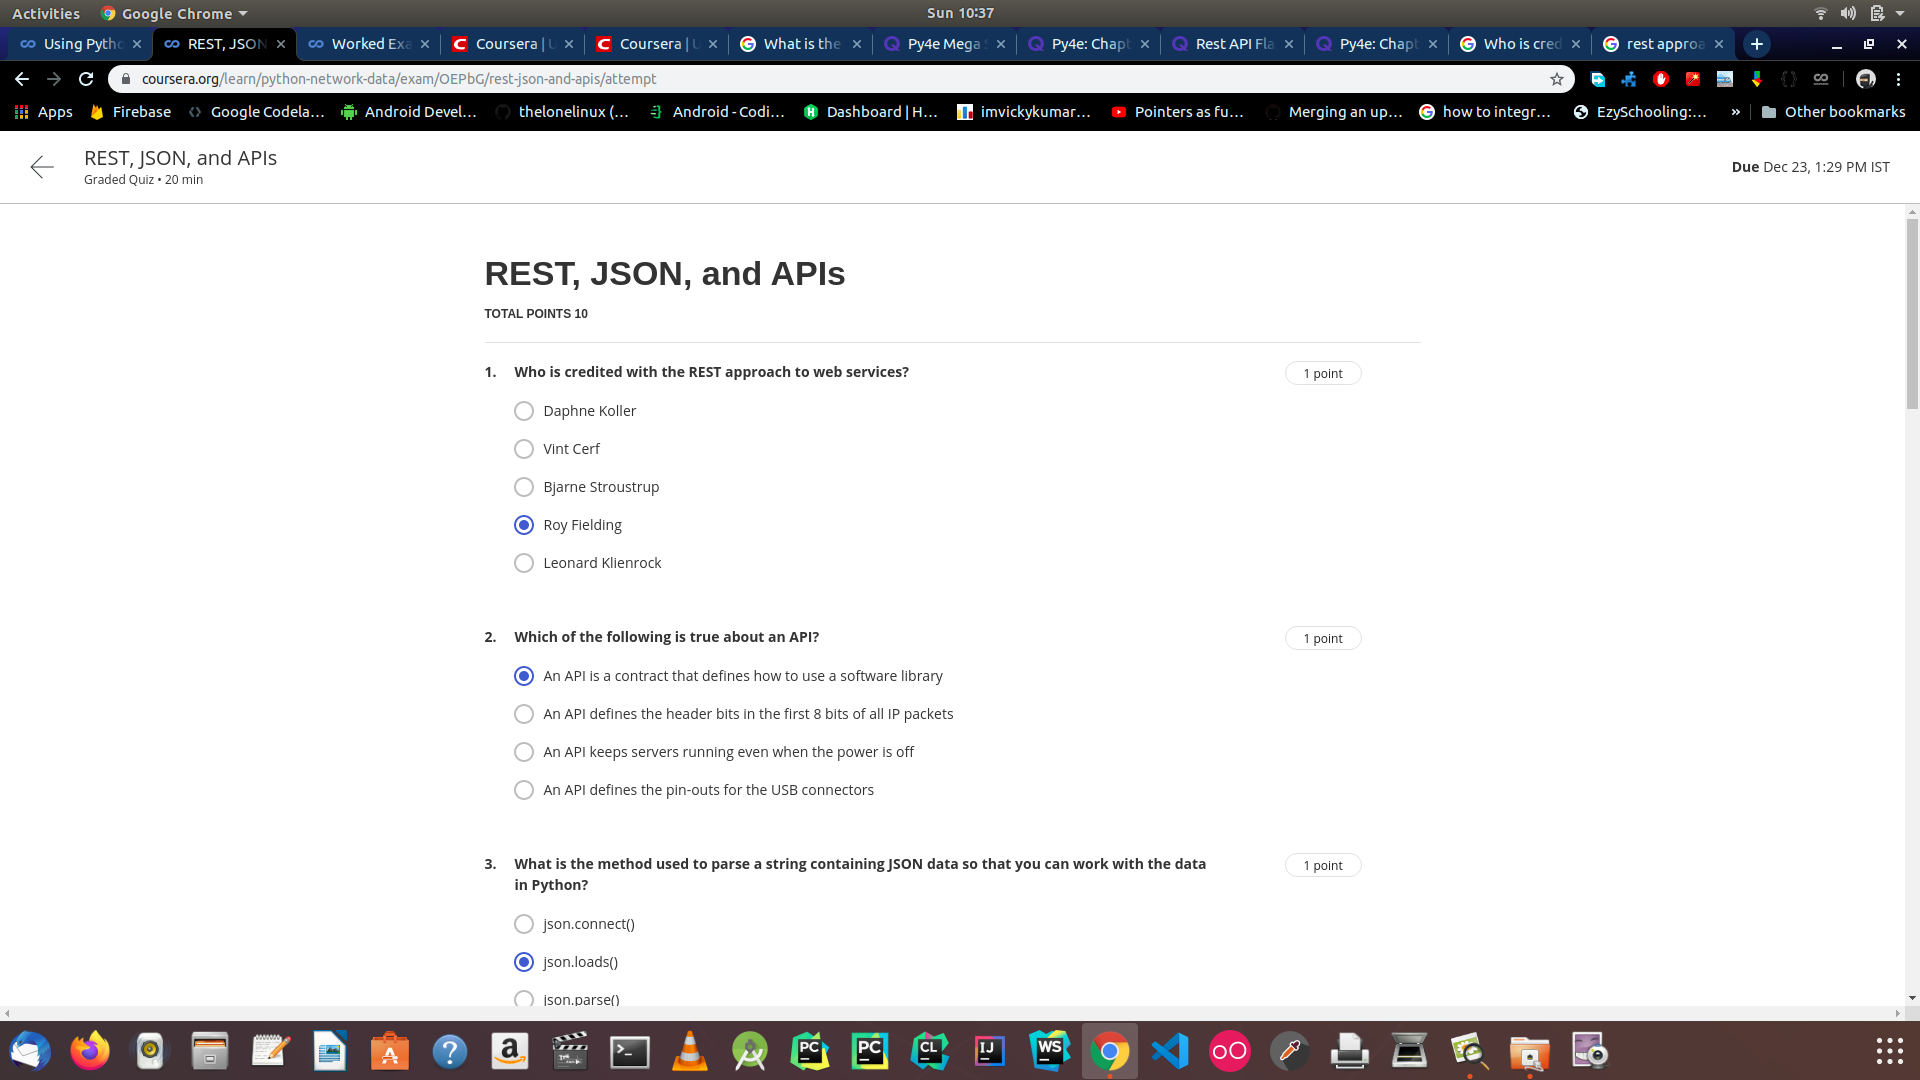 Activities Google Chrome Sun 10:37
Using Pytho REST, JSON Worked Exa Coursera | U Coursera | U What is the Py4e Mega S Py4e: Chapt Rest API Fla Py4e: Chapt Who is cred rest approa
coursera.org/learn/python-network-data/exam/OEPbG/rest-json-and-apis/attempt
Apps Firebase Google Codela... Android Devel... thelonelinux (... Android - Codi... Dashboard | H... imvickykumar... Pointers as fu... Merging an up... how to integr... EzySchooling:... » Other bookmarks
REST, JSON, and APIs
Graded Quiz • 20 min
Due Dec 23, 1:29 PM IST
REST, JSON, and APIs
TOTAL POINTS 10
1. Who is credited with the REST approach to web services? 1 point
Daphne Koller
Vint Cerf
Bjarne Stroustrup
Roy Fielding
Leonard Klienrock
2. Which of the following is true about an API? 1 point
An API is a contract that defines how to use a software library
An API defines the header bits in the first 8 bits of all IP packets
An API keeps servers running even when the power is off
An API defines the pin-outs for the USB connectors
3. What is the method used to parse a string containing JSON data so that you can work with the data 1 point
in Python?
json.connect()
json.loads()
json.parse()
PC PC CL IJ WS